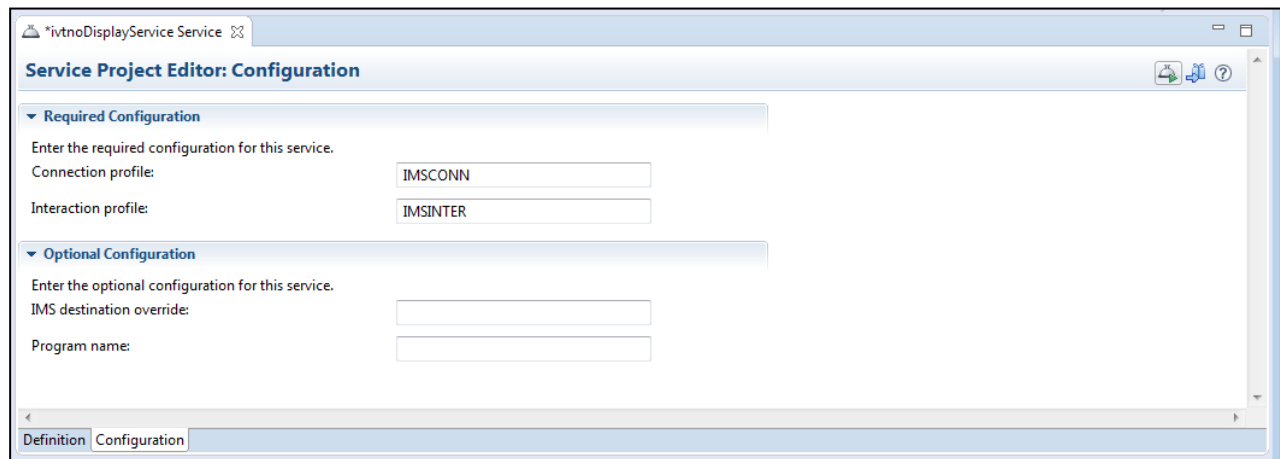 *ivtnoDisplayService Service
Service Project Editor: Configuration
Required Configuration
Enter the required configuration for this service.
Connection profile: IMSCONN
Interaction profile: IMSINTER
Optional Configuration
Enter the optional configuration for this service.
IMS destination override:
Program name:
Definition Configuration